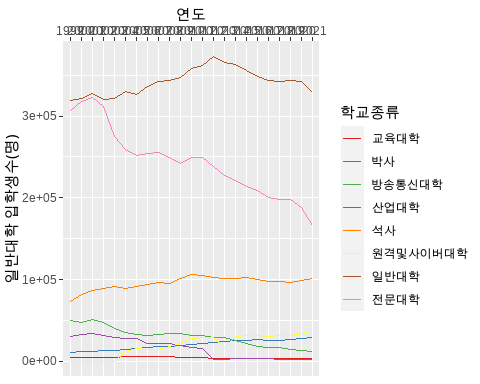 연도
일반대학 입학생수(명)
3e+05
2e+05
1e+05
0e+00
학교종류
교육대학
박사
방송통신대학
산업대학
석사
원격및사이버대학
일반대학
전문대학